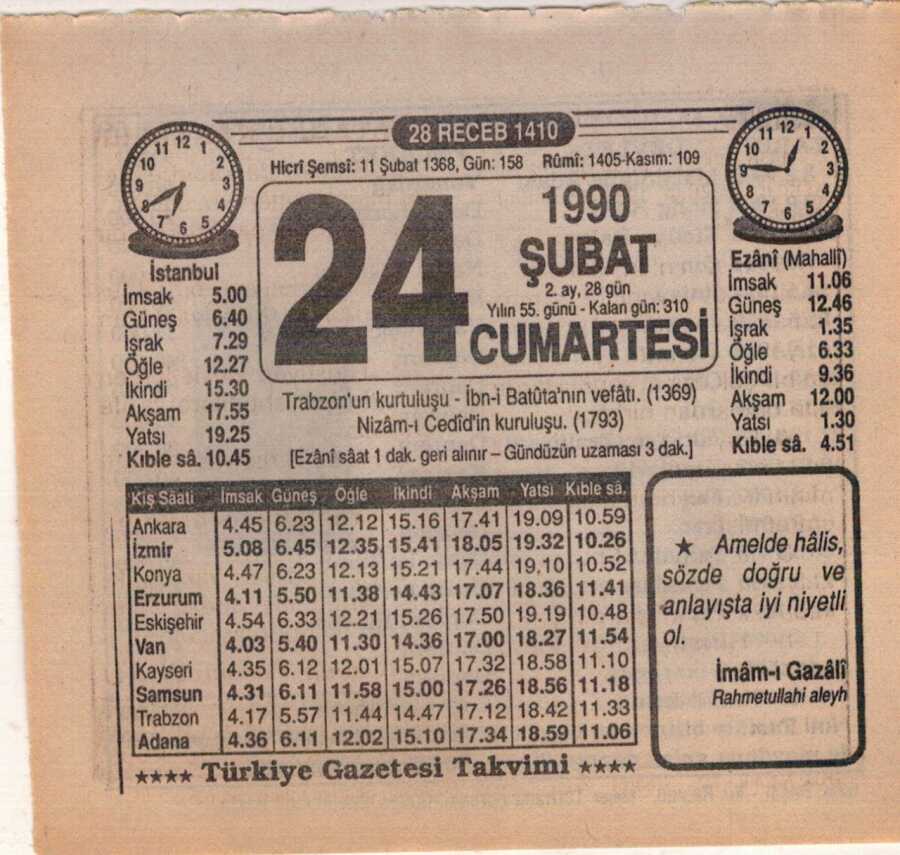 28 RECEB 1410
Hicrî Şemsî: 11 Şubat 1368, Gün: 158 Rûmî: 1405-Kasım: 109
24
1990
ŞUBAT
2. ay, 28 gün
Yılın 55. günü - Kalan gün: 310
CUMARTESİ
İstanbul
İmsak 5.00
Güneş 6.40
İşrak 7.29
Öğle 12.27
İkindi 15.30
Akşam 17.55
Yatsı 19.25
Kıble sâ. 10.45
Ezânî (Mahallî)
İmsak 11.06
Güneş 12.46
İşrak 1.35
Öğle 6.33
İkindi 9.36
Akşam 12.00
Yatsı 1.30
Kıble sâ. 4.51
Trabzon'un kurtuluşu - İbn-i Batûta'nın vefâtı. (1369)
Nizâm-ı Cedîd'in kuruluşu. (1793)
[Ezânî sâat 1 dak. geri alınır – Gündüzün uzaması 3 dak.]
Kış Sâati İmsak Güneş Öğle İkindi Akşam Yatsı Kıble sâ.
Ankara 4.45 6.23 12.12 15.16 17.41 19.09 10.59
İzmir 5.08 6.45 12.35 15.41 18.05 19.32 10.26
Konya 4.47 6.23 12.13 15.21 17.44 19.10 10.52
Erzurum 4.11 5.50 11.38 14.43 17.07 18.36 11.41
Eskişehir 4.54 6.33 12.21 15.26 17.50 19.19 10.48
Van 4.03 5.40 11.30 14.36 17.00 18.27 11.54
Kayseri 4.35 6.12 12.01 15.07 17.32 18.58 11.10
Samsun 4.31 6.11 11.58 15.00 17.26 18.56 11.18
Trabzon 4.17 5.57 11.44 14.47 17.12 18.42 11.33
Adana 4.36 6.11 12.02 15.10 17.34 18.59 11.06
★ Amelde hâlis,
sözde doğru ve
anlayışta iyi niyetli
ol.
İmâm-ı Gazâlî
Rahmetullahi aleyh
★★★★ Türkiye Gazetesi Takvimi ★★★★